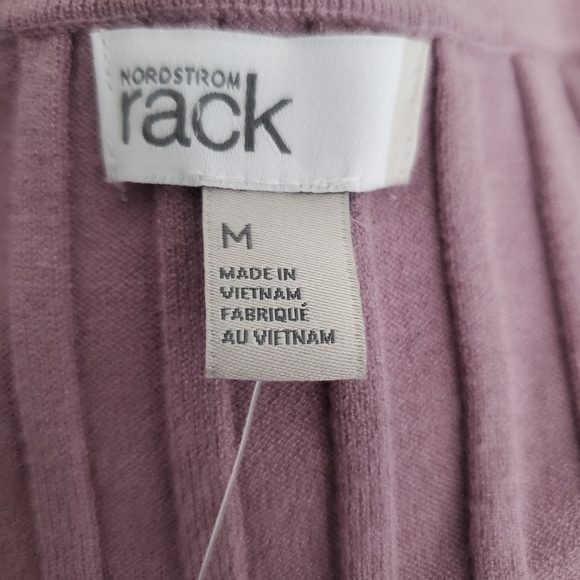 NORDSTROM
rack
M
MADE IN
VIETNAM
FABRIQUÉ
AU VIETNAM